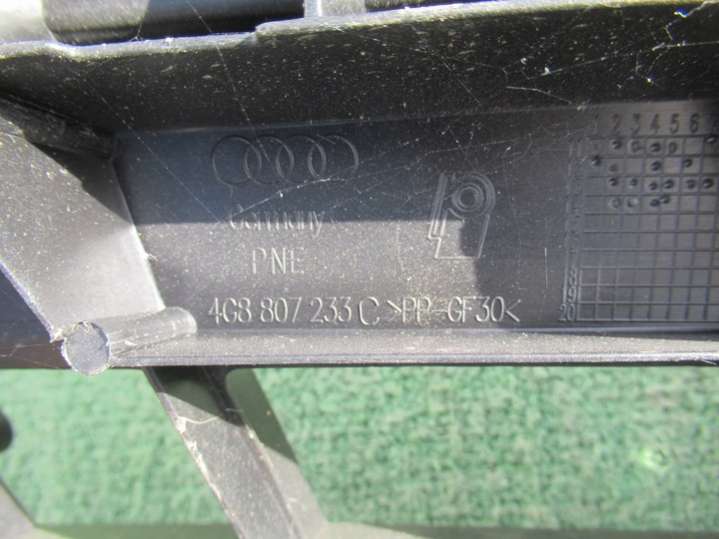 1 2 3 4 5 6
Germany
PNE
4G8 807 233 C >PP-GF30<